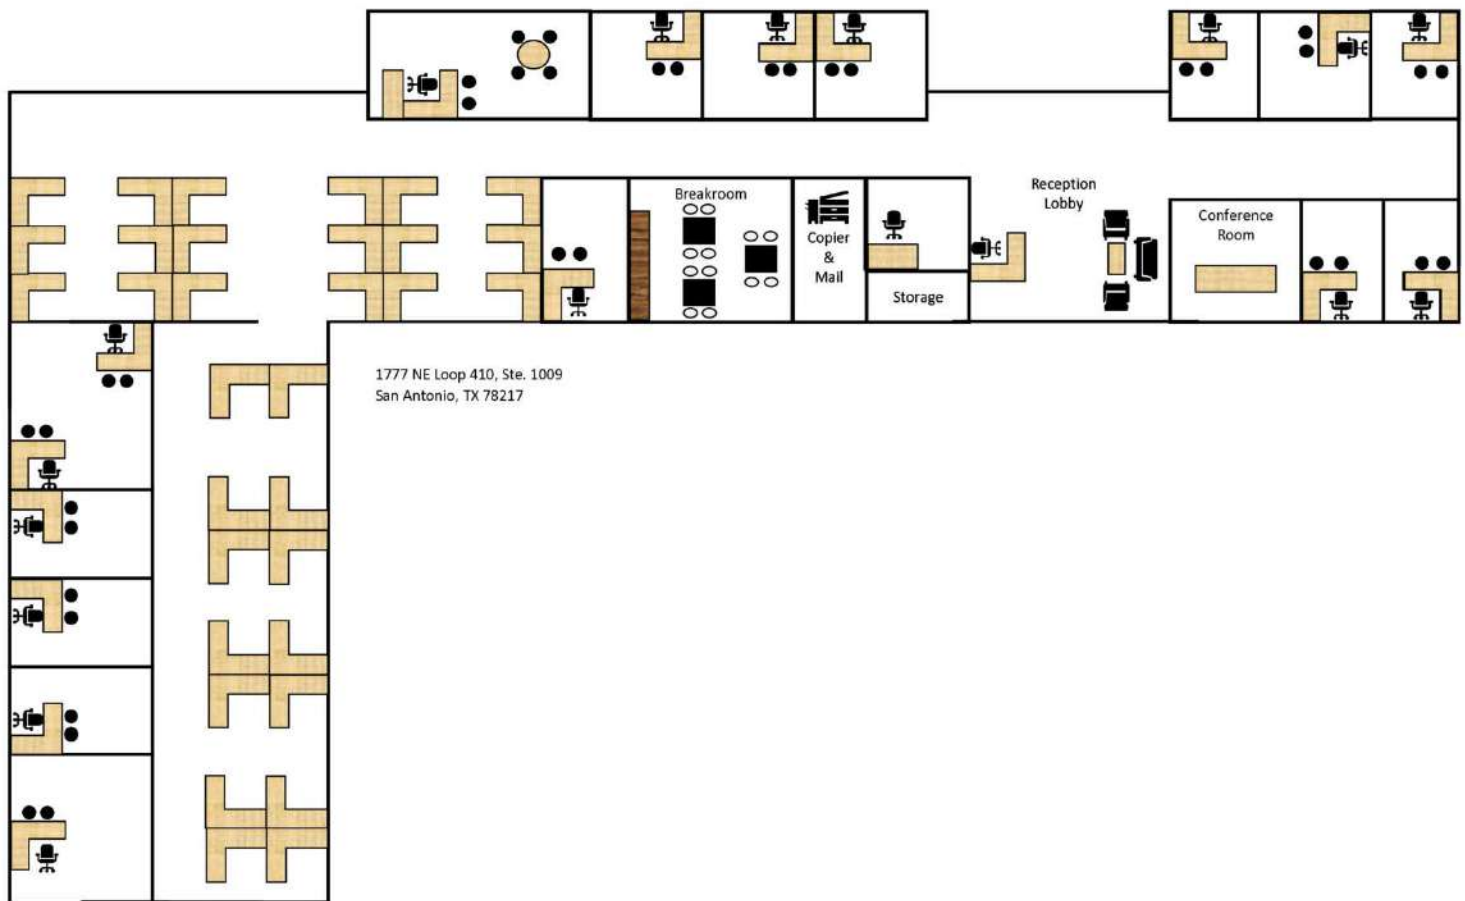 Breakroom
Copier
&
Mail
Storage
Reception
Lobby
Conference
Room
1777 NE Loop 410, Ste. 1009
San Antonio, TX 78217